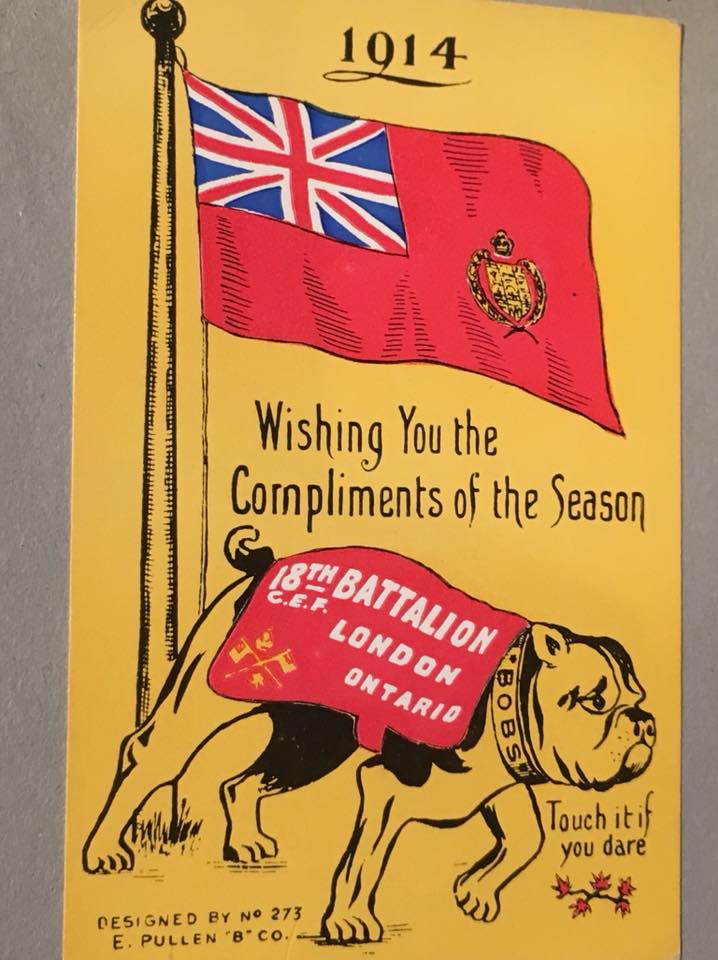 1914
Wishing You the
Compliments of the Season
18TH BATTALION
C.E.F.
LONDON
ONTARIO
BOBS
Touch it if
you dare
DESIGNED BY No 273
E. PULLEN "B" CO.